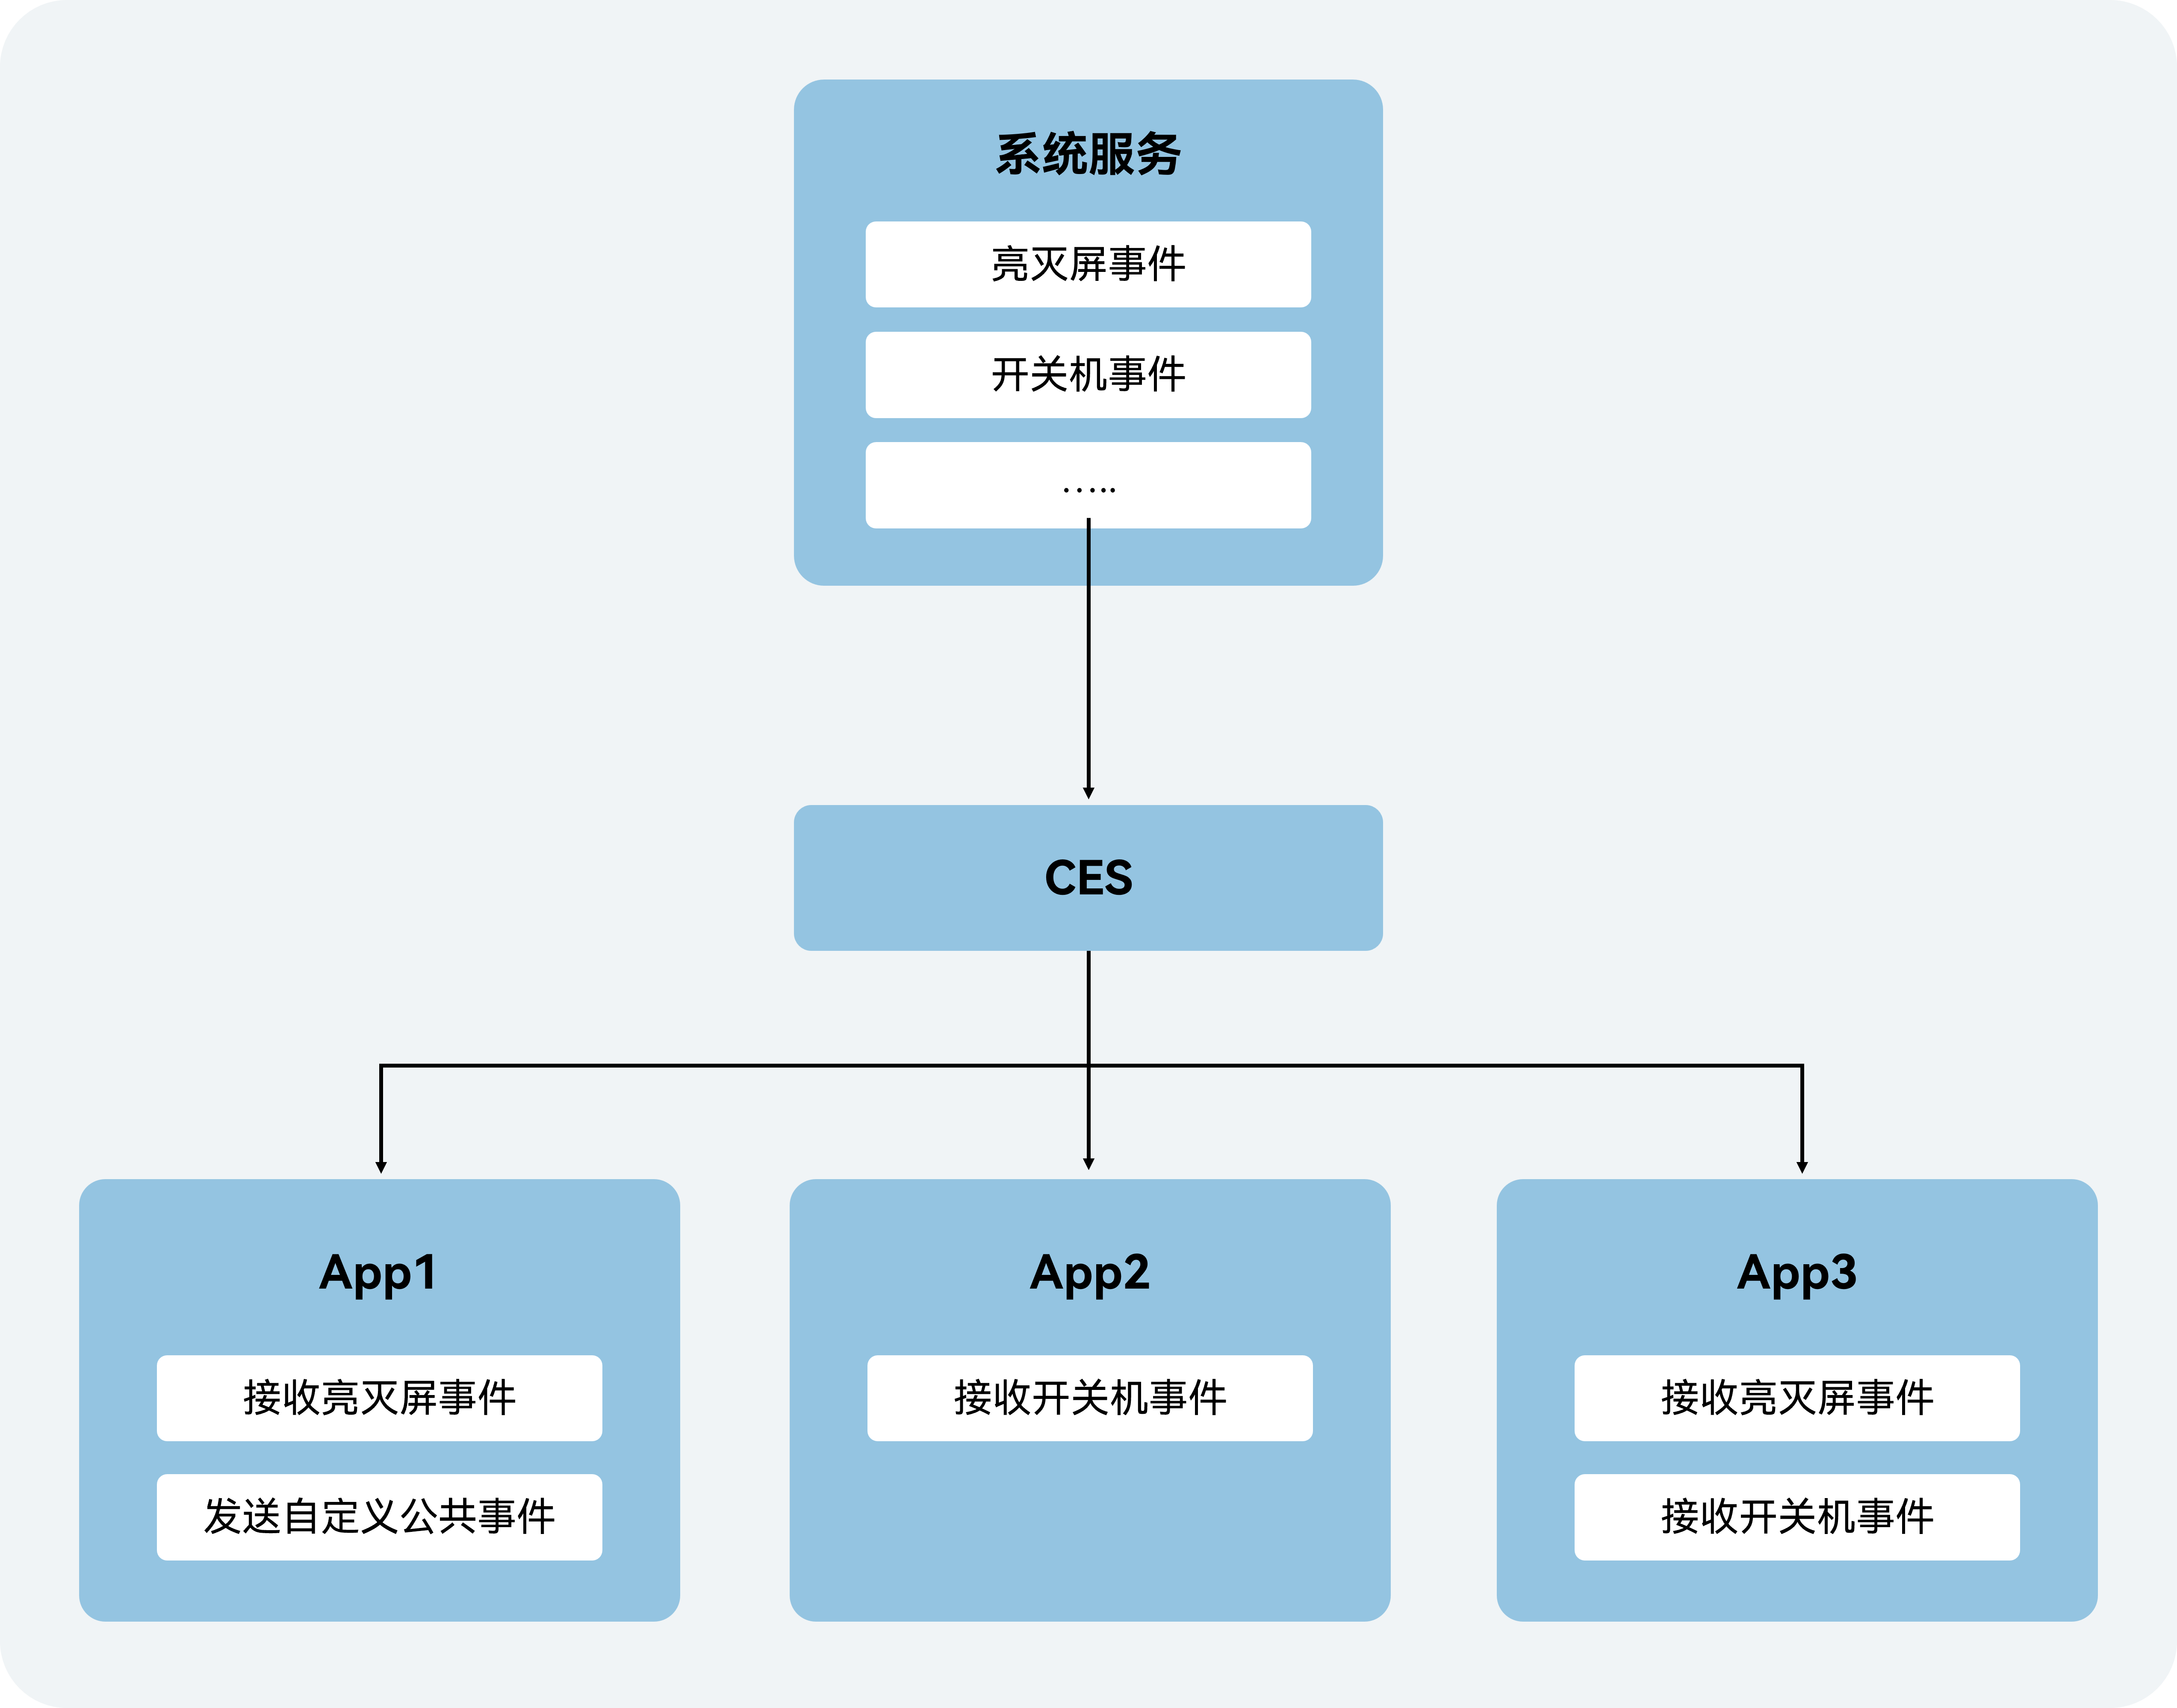 系统服务
亮灭屏事件
开关机事件
.....
CES
App1
接收亮灭屏事件
发送自定义公共事件
App2
接收开关机事件
App3
接收亮灭屏事件
接收开关机事件